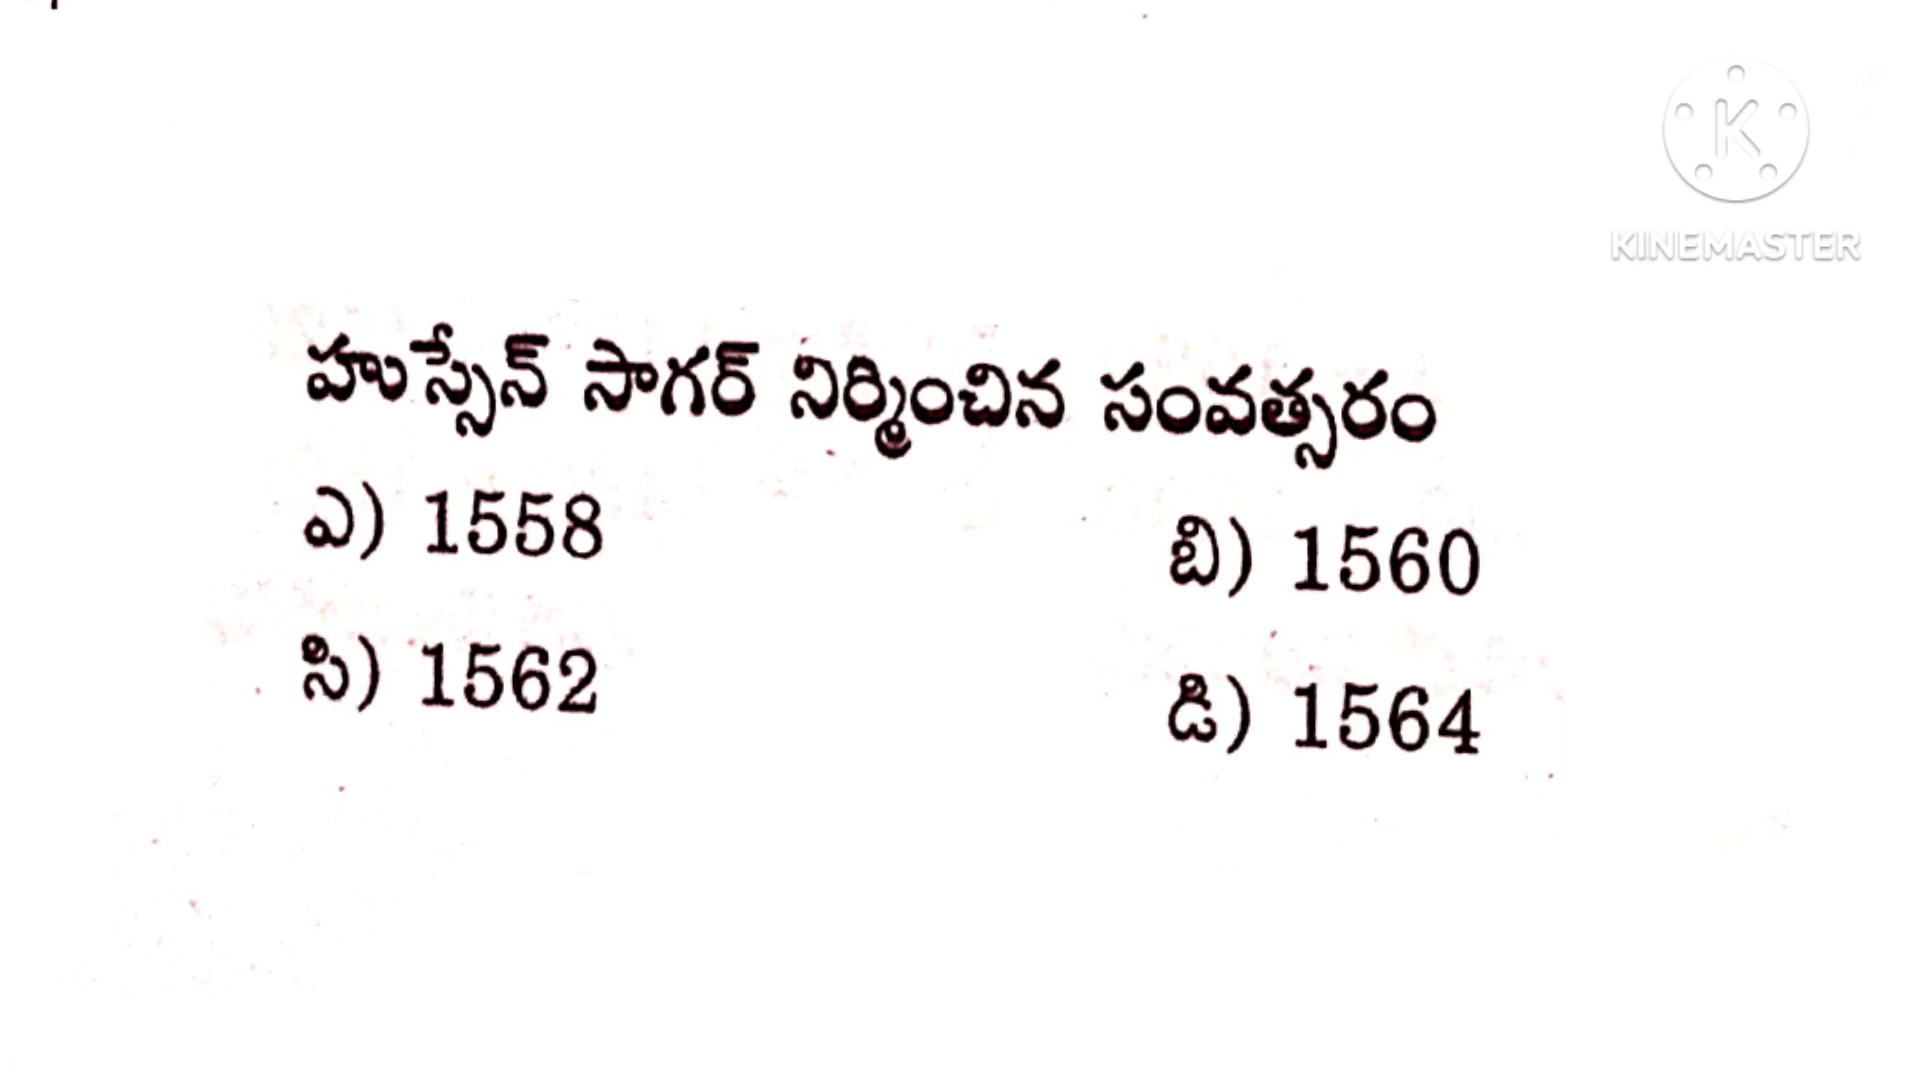 KINEMASTER
హుస్సేన్ సాగర్ నిర్మించిన సంవత్సరం
ఎ) 1558 బి) 1560
సి) 1562 డి) 1564